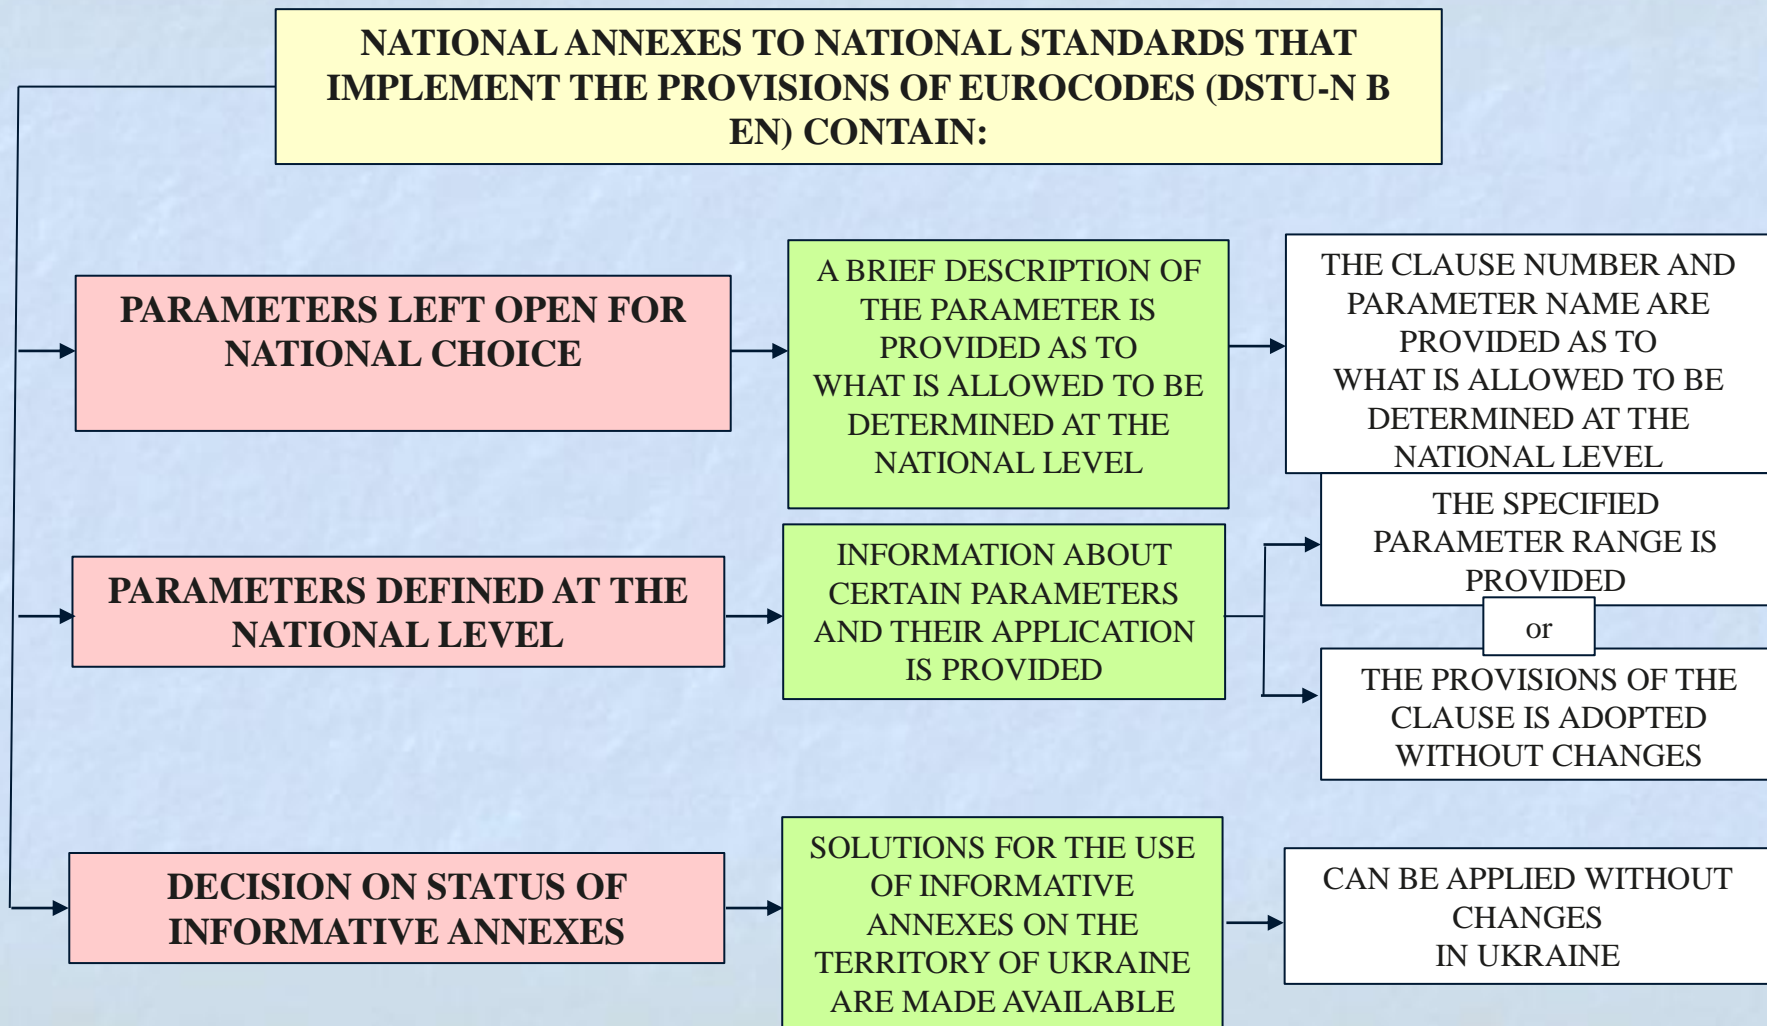 NATIONAL ANNEXES TO NATIONAL STANDARDS THAT
IMPLEMENT THE PROVISIONS OF EUROCODES (DSTU-N B
EN) CONTAIN:
PARAMETERS LEFT OPEN FOR
NATIONAL CHOICE
A BRIEF DESCRIPTION OF
THE PARAMETER IS
PROVIDED AS TO
WHAT IS ALLOWED TO BE
DETERMINED AT THE
NATIONAL LEVEL
THE CLAUSE NUMBER AND
PARAMETER NAME ARE
PROVIDED AS TO
WHAT IS ALLOWED TO BE
DETERMINED AT THE
NATIONAL LEVEL
PARAMETERS DEFINED AT THE
NATIONAL LEVEL
INFORMATION ABOUT
CERTAIN PARAMETERS
AND THEIR APPLICATION
IS PROVIDED
THE SPECIFIED
PARAMETER RANGE IS
PROVIDED
or
THE PROVISIONS OF THE
CLAUSE IS ADOPTED
WITHOUT CHANGES
DECISION ON STATUS OF
INFORMATIVE ANNEXES
SOLUTIONS FOR THE USE
OF INFORMATIVE
ANNEXES ON THE
TERRITORY OF UKRAINE
ARE MADE AVAILABLE
CAN BE APPLIED WITHOUT
CHANGES
IN UKRAINE